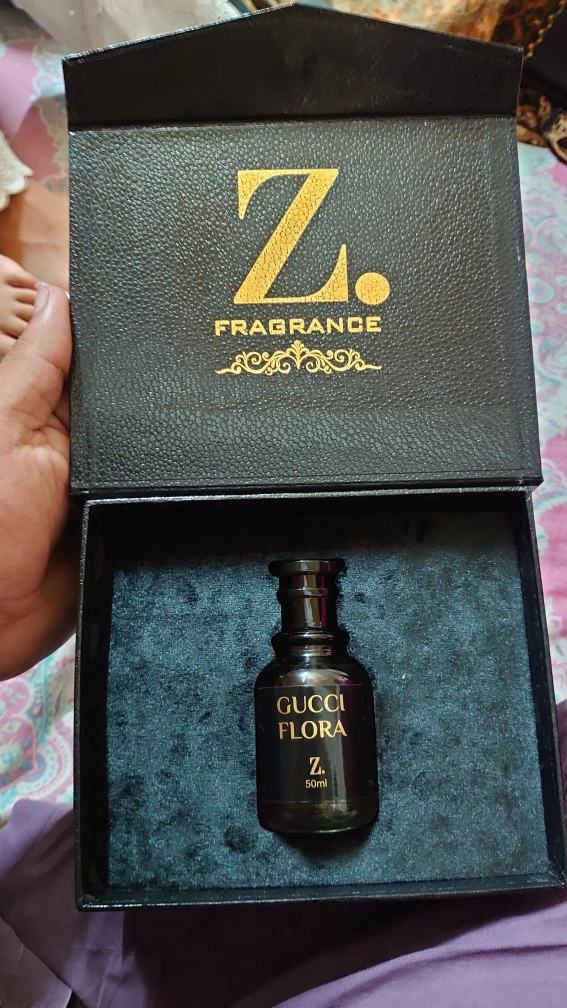 Z.
FRAGRANCE
GUCCI
FLORA
Z.
50ml